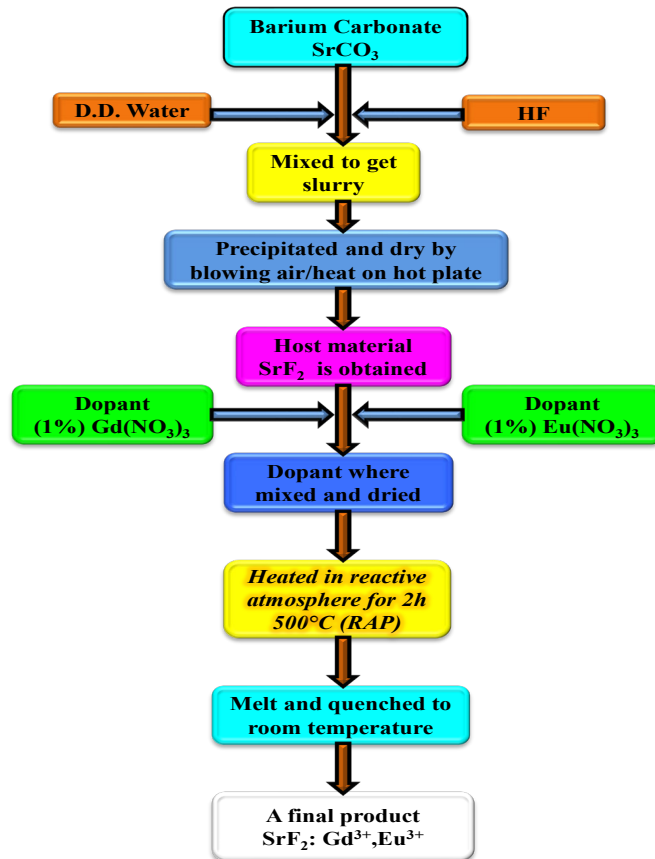 Barium Carbonate
SrCO₃
D.D. Water
HF
Mixed to get
slurry
Precipitated and dry by
blowing air/heat on hot plate
Host material
SrF₂ is obtained
Dopant
(1%) Gd(NO₃)₃
Dopant
(1%) Eu(NO₃)₃
Dopant where
mixed and dried
Heated in reactive
atmosphere for 2h
500°C (RAP)
Melt and quenched to
room temperature
A final product
SrF₂: Gd³⁺,Eu³⁺